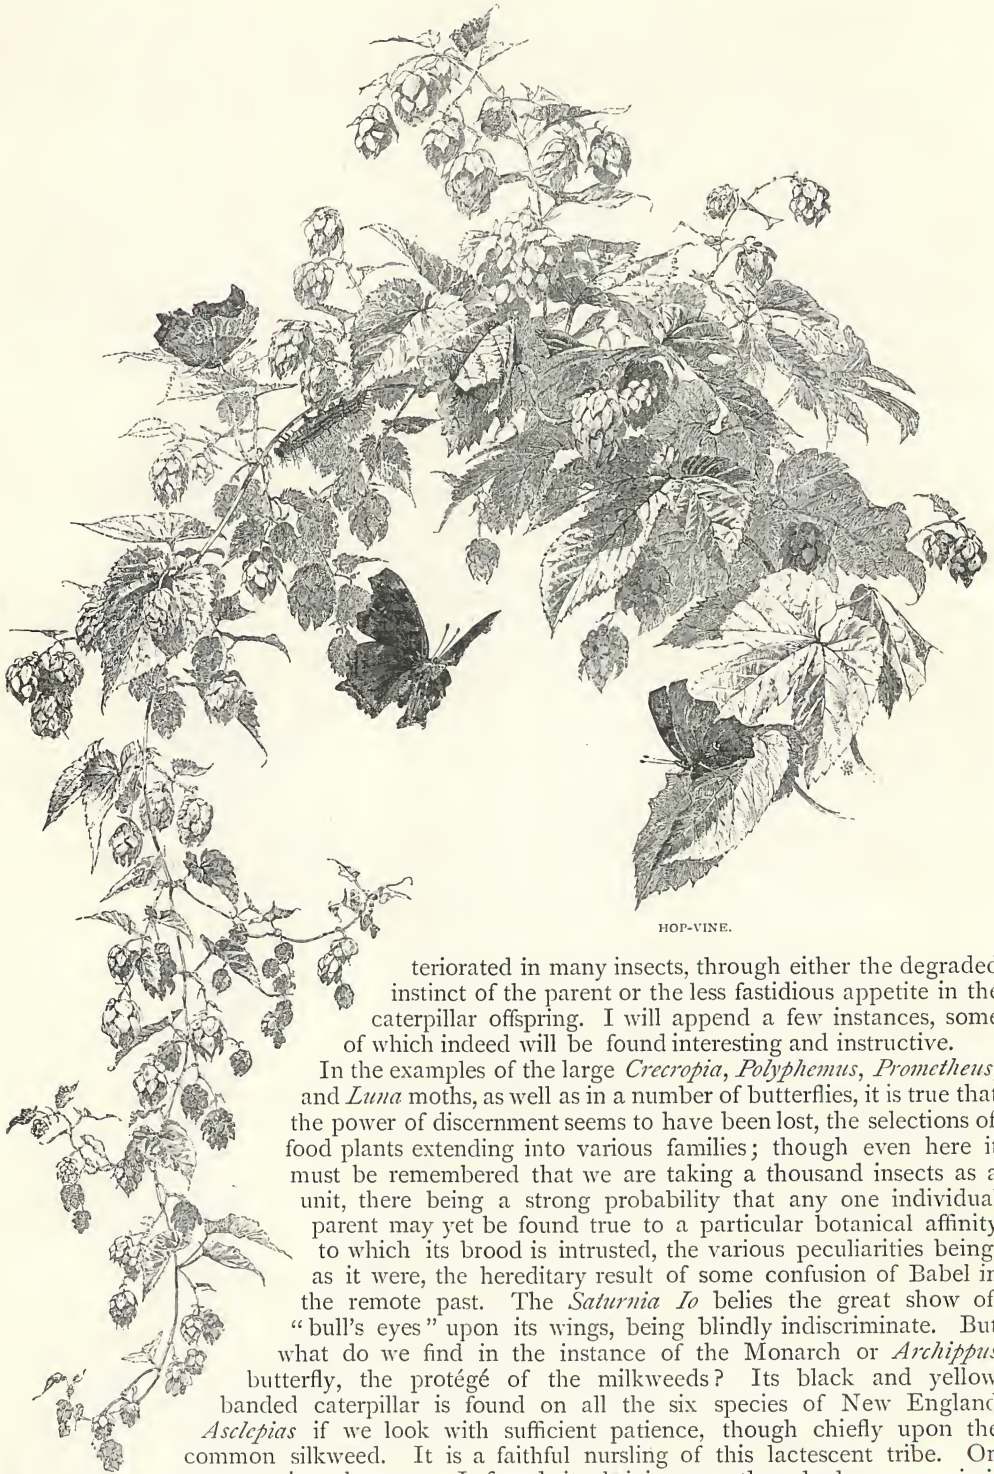 HOP-VINE.
teriorated in many insects, through either the degraded
instinct of the parent or the less fastidious appetite in the
caterpillar offspring. I will append a few instances, some
of which indeed will be found interesting and instructive.
In the examples of the large Crecropia, Polyphemus, Prometheus
and Luna moths, as well as in a number of butterflies, it is true that
the power of discernment seems to have been lost, the selections of
food plants extending into various families; though even here it
must be remembered that we are taking a thousand insects as a
unit, there being a strong probability that any one individual
parent may yet be found true to a particular botanical affinity
to which its brood is intrusted, the various peculiarities being,
as it were, the hereditary result of some confusion of Babel in
the remote past. The Saturnia Io belies the great show of
“bull's eyes” upon its wings, being blindly indiscriminate. But
what do we find in the instance of the Monarch or Archippus
butterfly, the protégé of the milkweeds? Its black and yellow
banded caterpillar is found on all the six species of New England
Asclepias if we look with sufficient patience, though chiefly upon the
common silkweed. It is a faithful nursling of this lactescent tribe. On